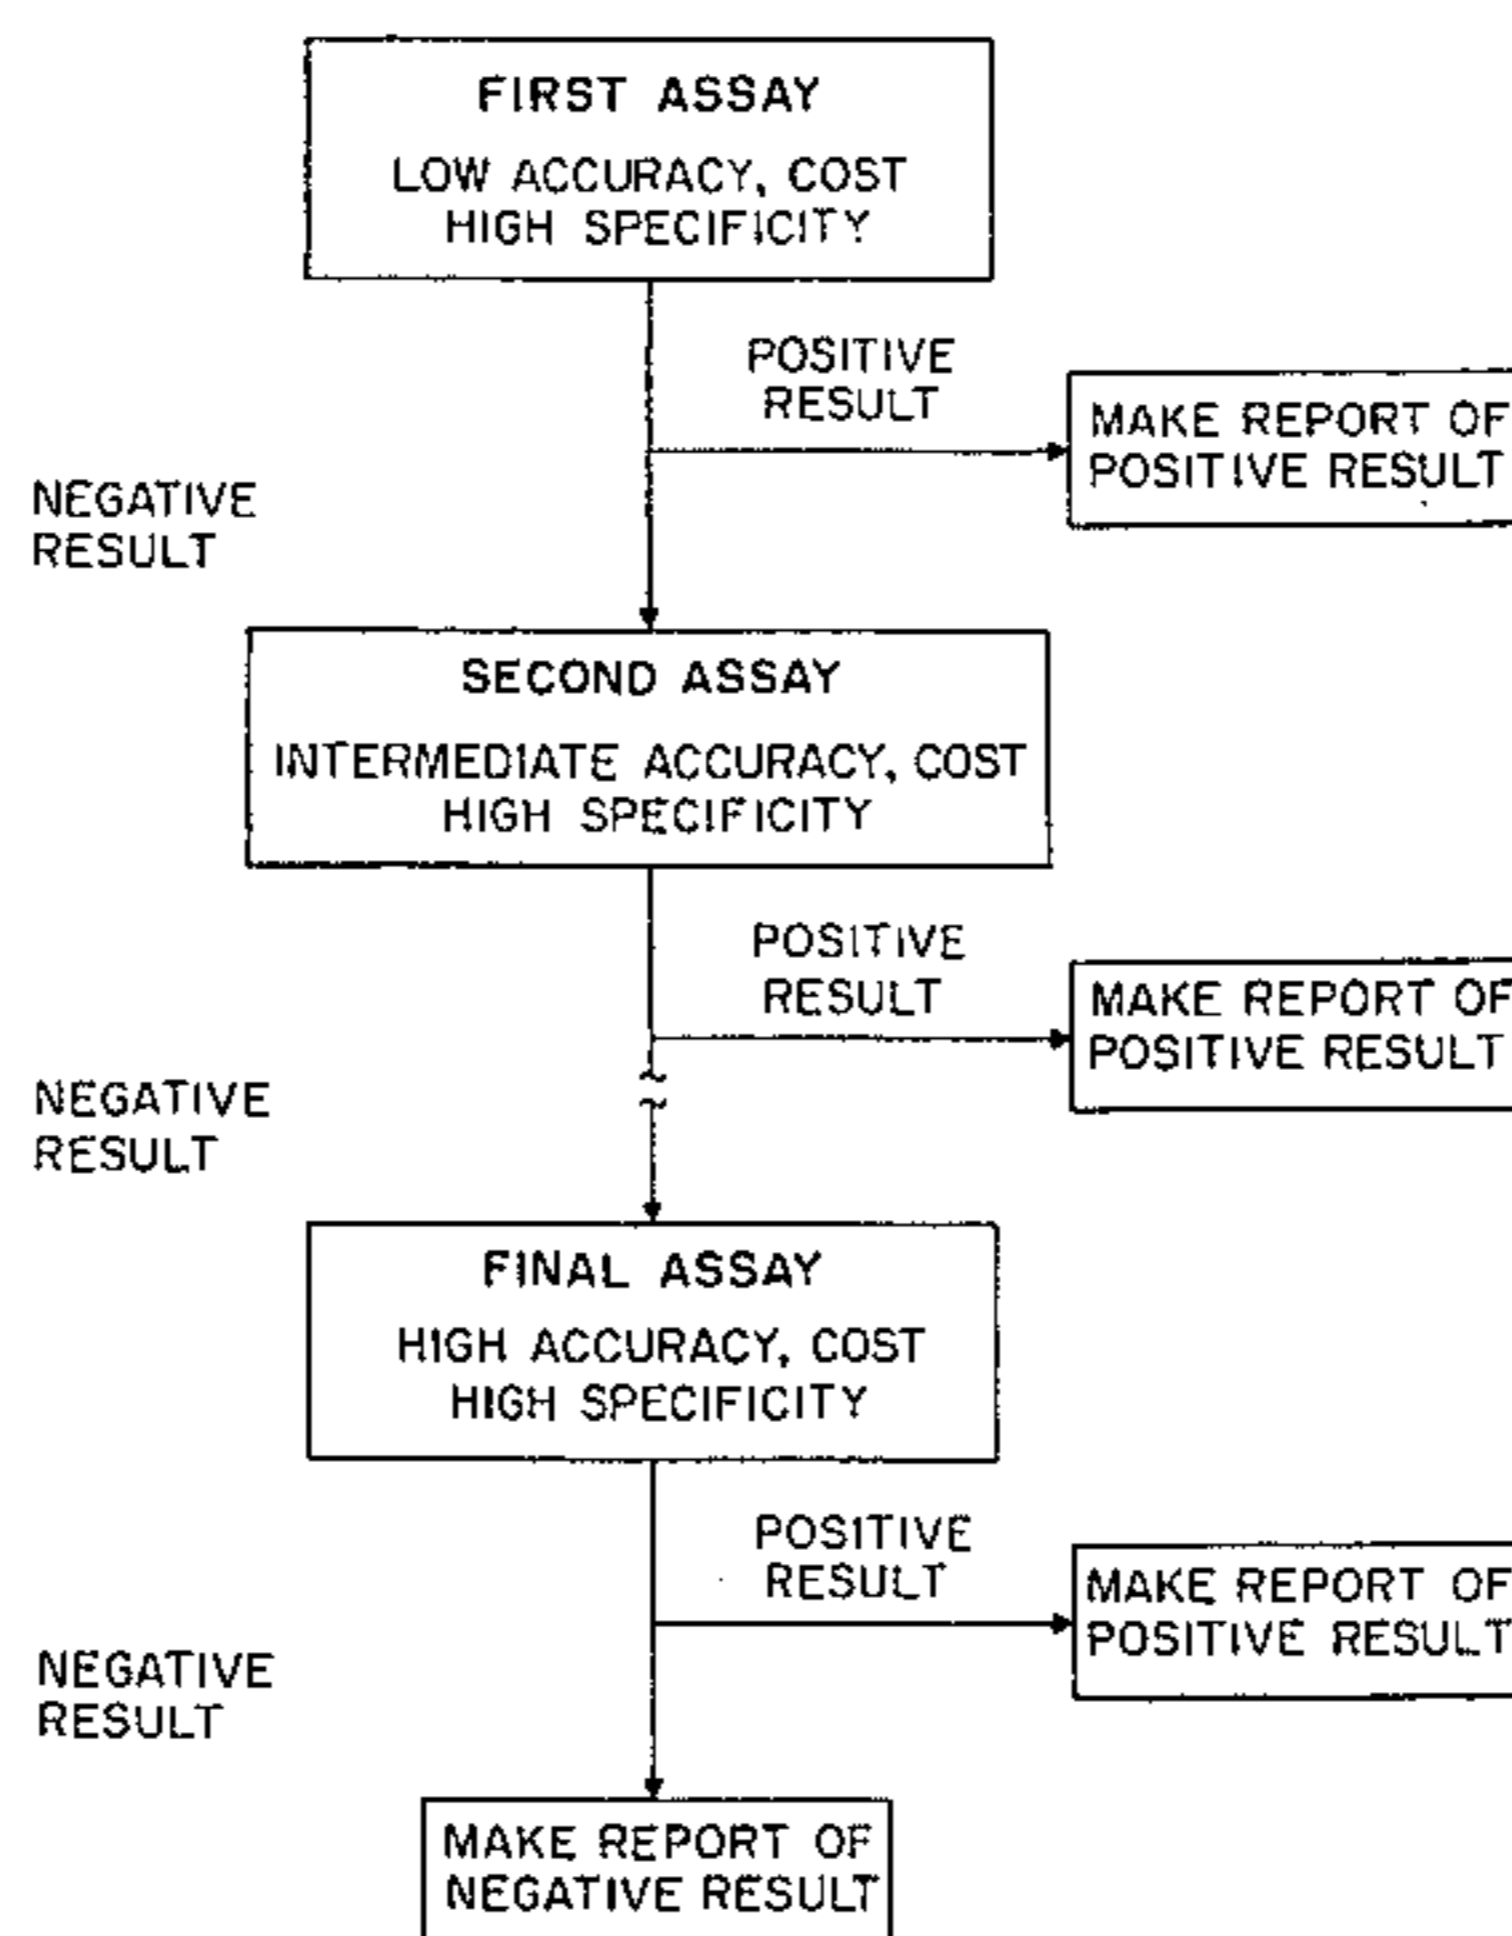 FIRST ASSAY
LOW ACCURACY, COST
HIGH SPECIFICITY
POSITIVE
RESULT
MAKE REPORT OF
POSITIVE RESULT
NEGATIVE
RESULT
SECOND ASSAY
INTERMEDIATE ACCURACY, COST
HIGH SPECIFICITY
POSITIVE
RESULT
MAKE REPORT OF
POSITIVE RESULT
NEGATIVE
RESULT
FINAL ASSAY
HIGH ACCURACY, COST
HIGH SPECIFICITY
POSITIVE
RESULT
MAKE REPORT OF
POSITIVE RESULT
NEGATIVE
RESULT
MAKE REPORT OF
NEGATIVE RESULT